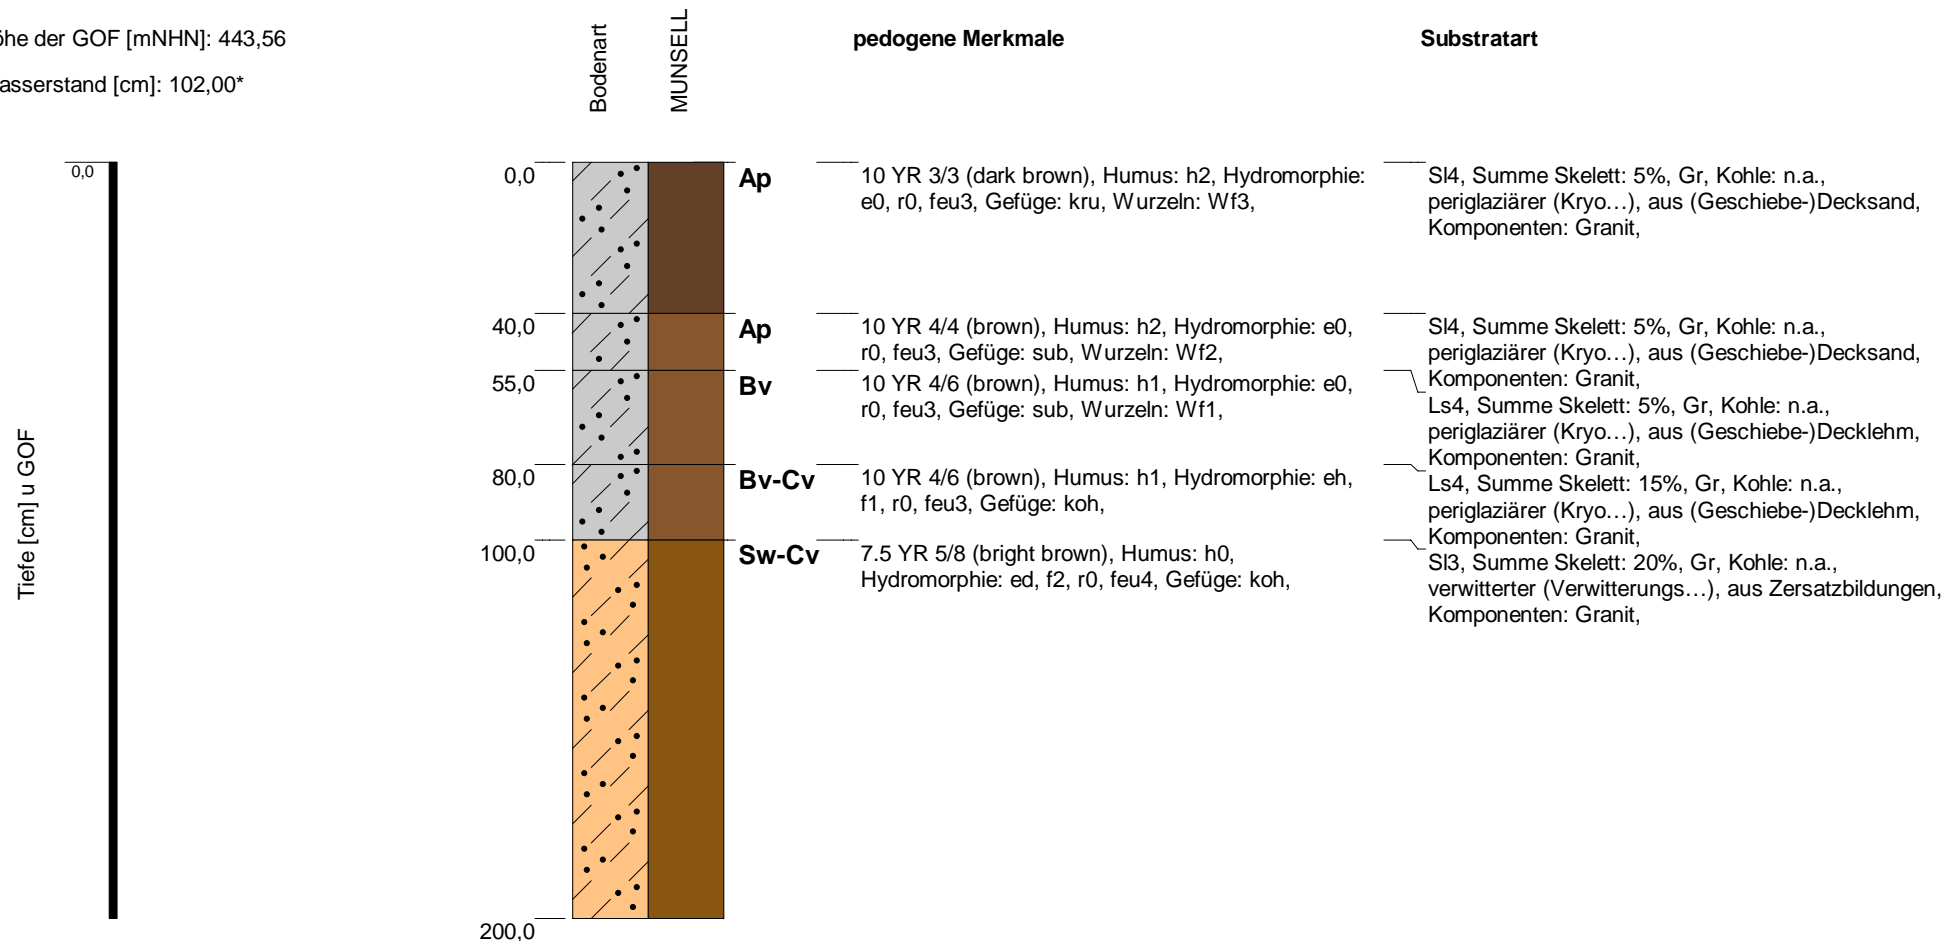 öhe der GOF [mNHN]: 443,56
asserstand [cm]: 102,00*
Bodenart
MUNSELL
pedogene Merkmale
Substratart
0,0
Tiefe [cm] u GOF
0,0
Ap
10 YR 3/3 (dark brown), Humus: h2, Hydromorphie:
e0, r0, feu3, Gefüge: kru, Wurzeln: Wf3,
Sl4, Summe Skelett: 5%, Gr, Kohle: n.a.,
periglaziärer (Kryo…), aus (Geschiebe-)Decksand,
Komponenten: Granit,
40,0
Ap
10 YR 4/4 (brown), Humus: h2, Hydromorphie: e0,
r0, feu3, Gefüge: sub, Wurzeln: Wf2,
Sl4, Summe Skelett: 5%, Gr, Kohle: n.a.,
periglaziärer (Kryo…), aus (Geschiebe-)Decksand,
Komponenten: Granit,
55,0
Bv
10 YR 4/6 (brown), Humus: h1, Hydromorphie: e0,
r0, feu3, Gefüge: sub, Wurzeln: Wf1,
Ls4, Summe Skelett: 5%, Gr, Kohle: n.a.,
periglaziärer (Kryo…), aus (Geschiebe-)Decklehm,
Komponenten: Granit,
80,0
Bv-Cv
10 YR 4/6 (brown), Humus: h1, Hydromorphie: eh,
f1, r0, feu3, Gefüge: koh,
Ls4, Summe Skelett: 15%, Gr, Kohle: n.a.,
periglaziärer (Kryo…), aus (Geschiebe-)Decklehm,
Komponenten: Granit,
100,0
Sw-Cv
7.5 YR 5/8 (bright brown), Humus: h0,
Hydromorphie: ed, f2, r0, feu4, Gefüge: koh,
Sl3, Summe Skelett: 20%, Gr, Kohle: n.a.,
verwitterter (Verwitterungs…), aus Zersatzbildungen,
Komponenten: Granit,
200,0